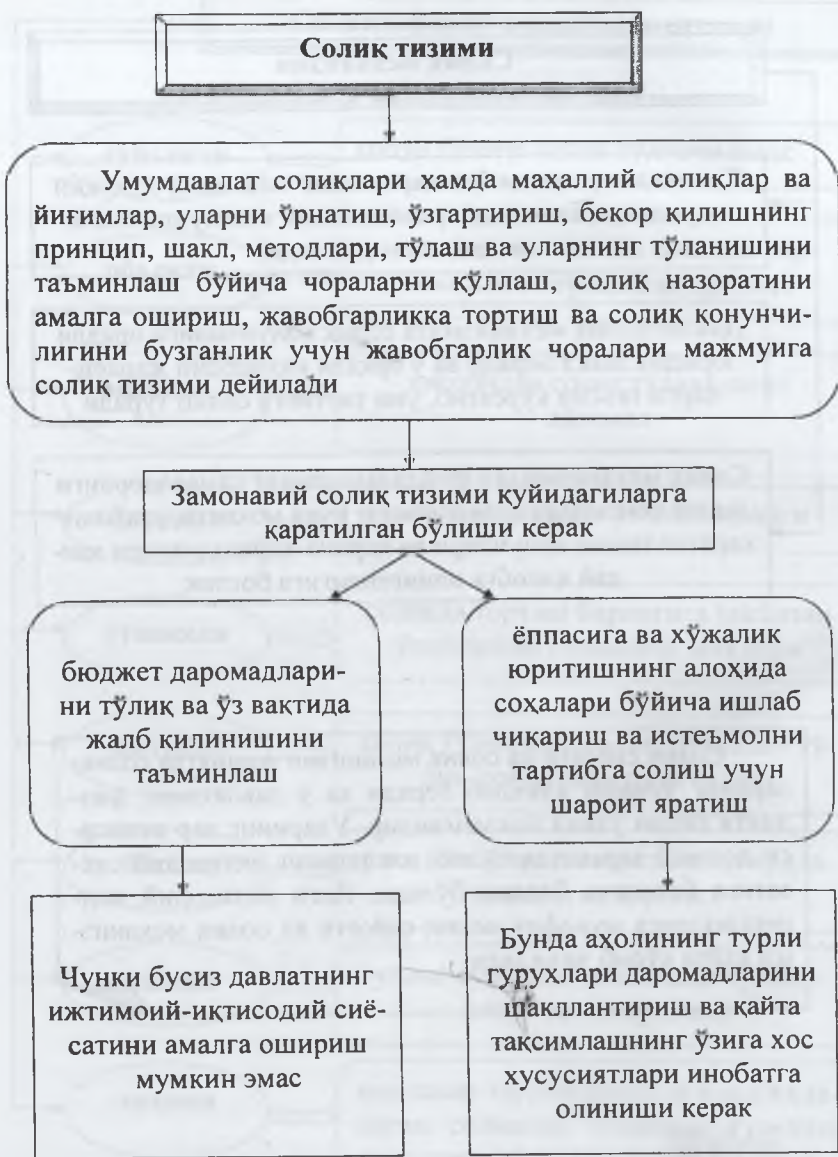 Солиқ тизими
Умумдавлат солиқлари ҳамда маҳаллий солиқлар ва
йиғимлар, уларни ўрнатиш, ўзгартириш, бекор қилишнинг
принцип, шакл, методлари, тўлаш ва уларнинг тўланишини
таъминлаш бўйича чораларни қўллаш, солиқ назоратини
амалга ошириш, жавобгарликка тортиш ва солиқ қонунчи-
лигини бузганлик учун жавобгарлик чоралари мажмуига
солиқ тизими дейилади
Замонавий солиқ тизими қуйидагиларга
қаратилган бўлиши керак
бюджет даромадлари-
ни тўлиқ ва ўз вақтида
жалб қилинишини
таъминлаш
ёппасига ва хўжалик
юритишнинг алоҳида
соҳалари бўйича ишлаб
чиқариш ва истеъмолни
тартибга солиш учун
шароит яратиш
Чунки бусиз давлатнинг
ижтимоий-иқтисодий сиё-
сатини амалга ошириш
мумкин эмас
Бунда аҳолининг турли
гуруҳлари даромадларини
шакллантириш ва қайта
тақсимлашнинг ўзига хос
хусусиятлари инобатга
олиниши керак